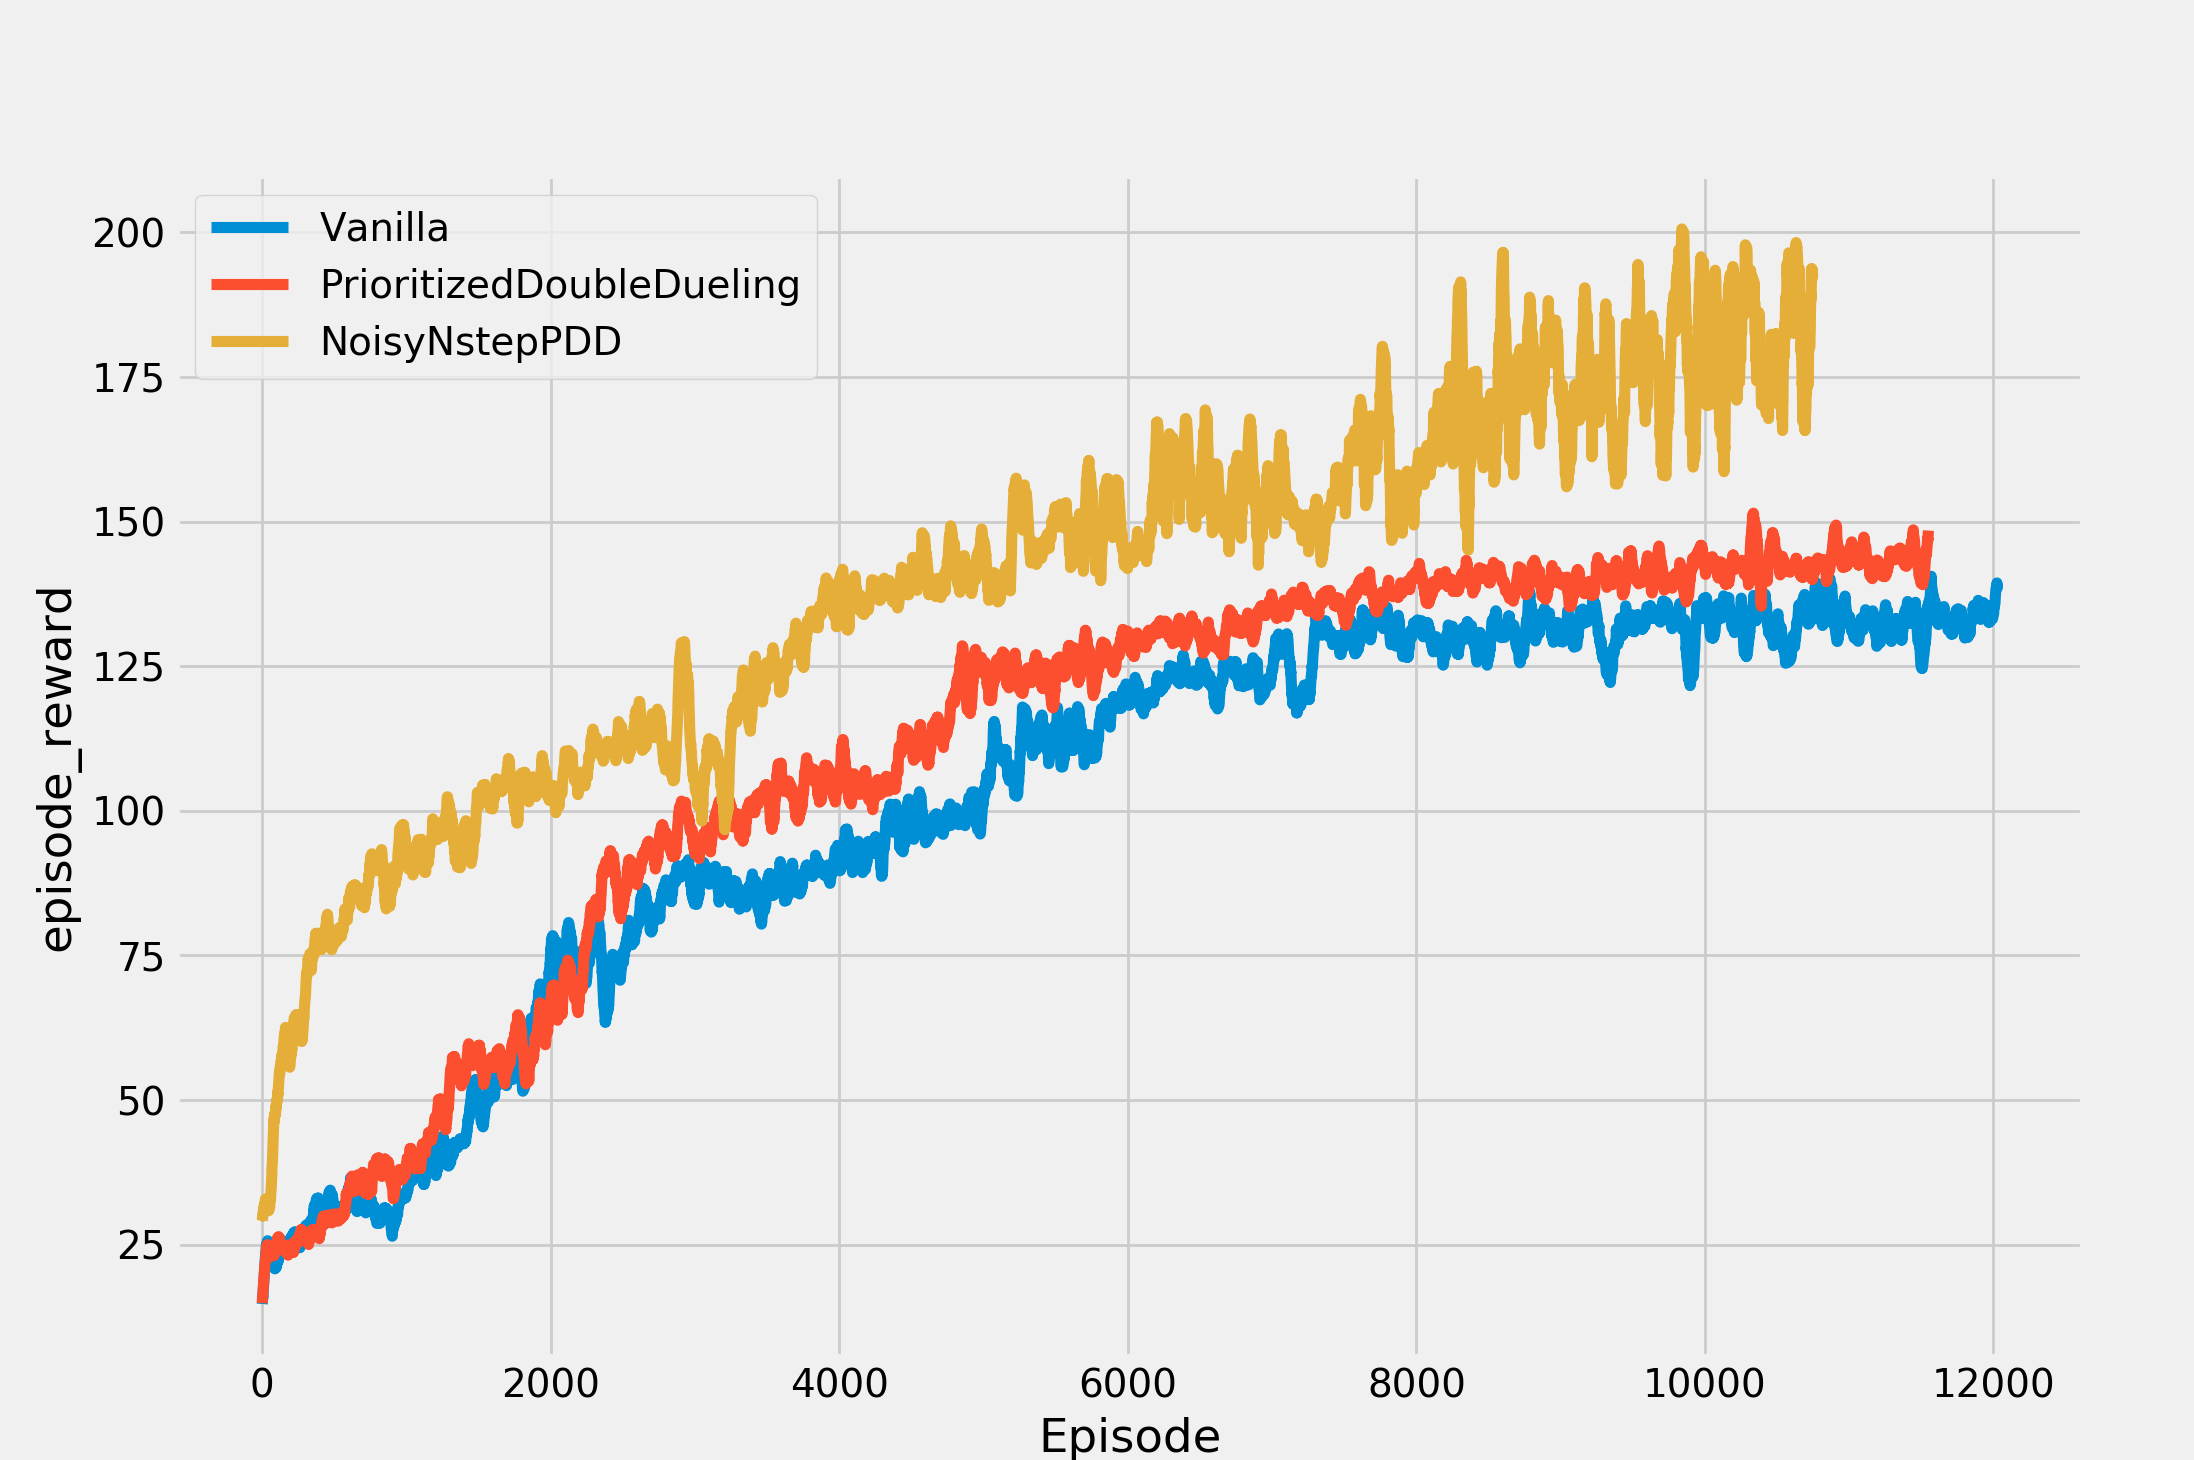 Vanilla
PrioritizedDoubleDueling
NoisyNstepPDD
200
175
150
125
100
75
50
25
episode_reward
0 2000 4000 6000 8000 10000 12000
Episode